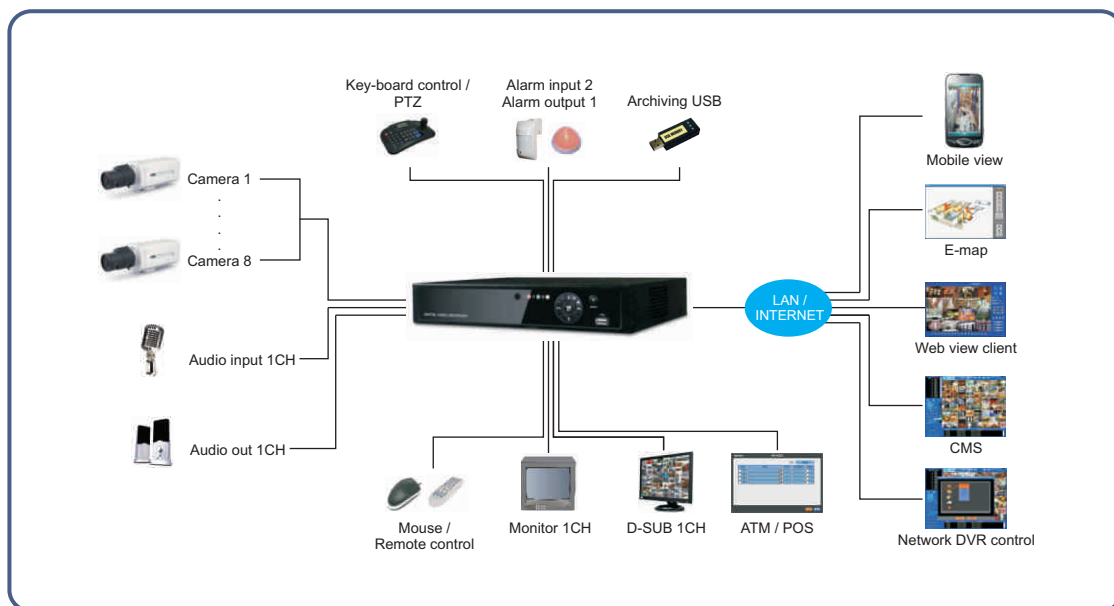 Key-board control /
PTZ
Alarm input 2
Alarm output 1
Archiving USB
Camera 1
Camera 8
Audio input 1CH
Audio out 1CH
LAN /
INTERNET
Mobile view
E-map
Web view client
CMS
Network DVR control
Mouse /
Remote control
Monitor 1CH
D-SUB 1CH
ATM / POS